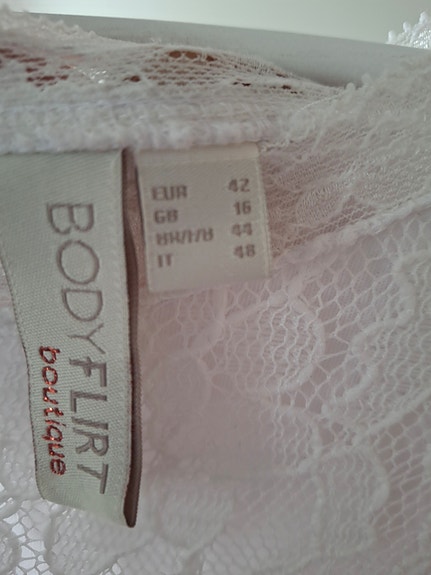 BODYFLIRT
boutique
EUR 42
GB 16
44
IT 48